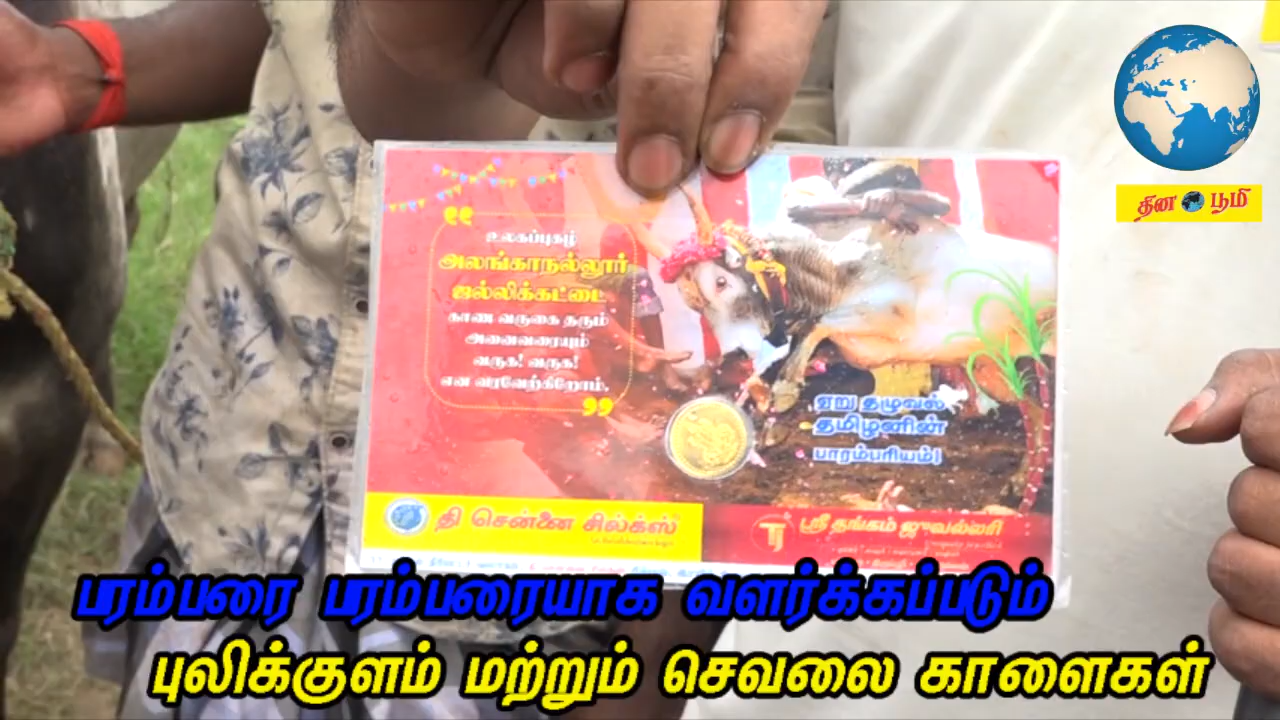 தின பூமி
உலகப்புகழ்
அலங்காநல்லூர்
ஜல்லிக்கட்டை
காண வருகை தரும்
அனைவரையும்
வருக! வருக!
என வரவேற்கிறோம்.
ஏறு தழுவல்
தமிழனின்
பாரம்பரியம்!
தி சென்னை சில்க்ஸ்
ஸ்ரீ தங்கம் ஜுவல்லரி
பரம்பரை பரம்பரையாக வளர்க்கப்படும்
புலிக்குளம் மற்றும் செவலை காளைகள்